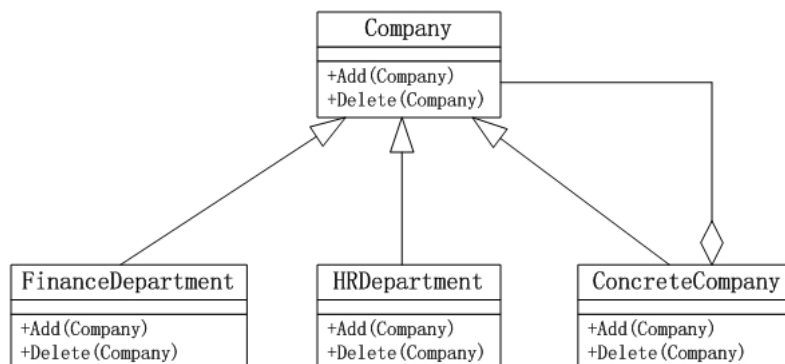 Company
+Add(Company)
+Delete(Company)
FinanceDepartment
+Add(Company)
+Delete(Company)
HRDepartment
+Add(Company)
+Delete(Company)
ConcreteCompany
+Add(Company)
+Delete(Company)